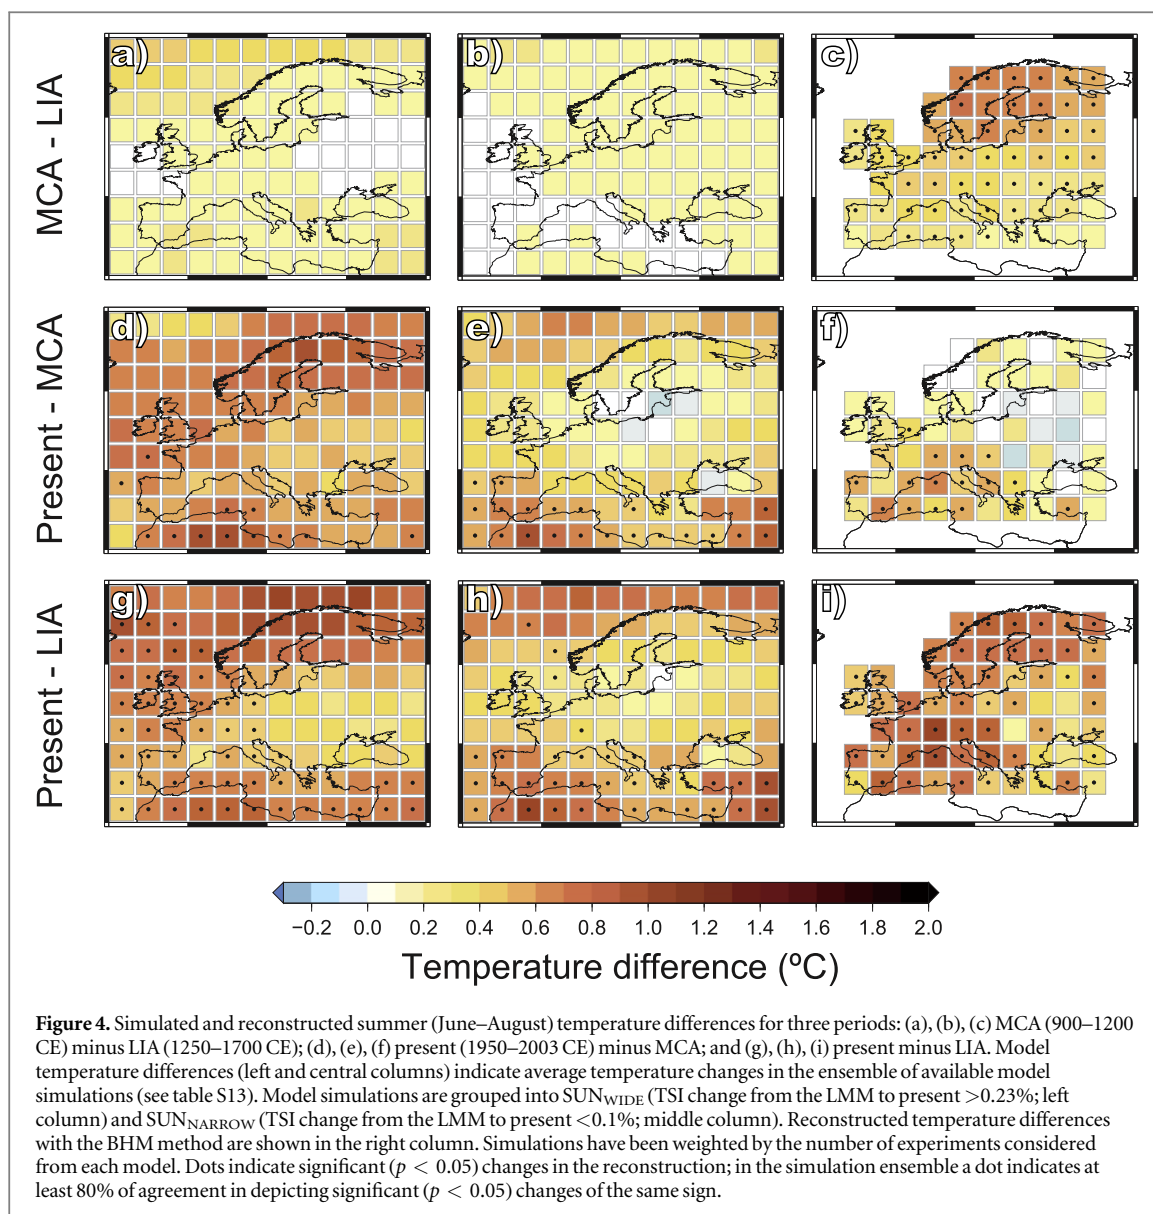 MCA - LIA
a)
b)
c)
Present - MCA
d)
e)
f)
Present - LIA
g)
h)
i)
−0.2 0.0 0.2 0.4 0.6 0.8 1.0 1.2 1.4 1.6 1.8 2.0
Temperature difference (ºC)
Figure 4. Simulated and reconstructed summer (June–August) temperature differences for three periods: (a), (b), (c) MCA (900–1200
CE) minus LIA (1250–1700 CE); (d), (e), (f) present (1950–2003 CE) minus MCA; and (g), (h), (i) present minus LIA. Model
temperature differences (left and central columns) indicate average temperature changes in the ensemble of available model
simulations (see table S13). Model simulations are grouped into SUNWIDE (TSI change from the LMM to present >0.23%; left
column) and SUNNARROW (TSI change from the LMM to present <0.1%; middle column). Reconstructed temperature differences
with the BHM method are shown in the right column. Simulations have been weighted by the number of experiments considered
from each model. Dots indicate significant (p < 0.05) changes in the reconstruction; in the simulation ensemble a dot indicates at
least 80% of agreement in depicting significant (p < 0.05) changes of the same sign.